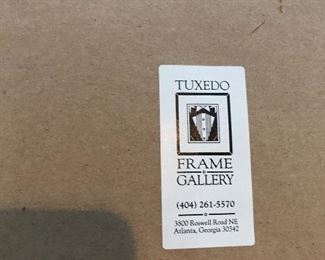 TUXEDO
FRAME
GALLERY
(404) 261-5570
3800 Roswell Road NE
Atlanta, Georgia 30342